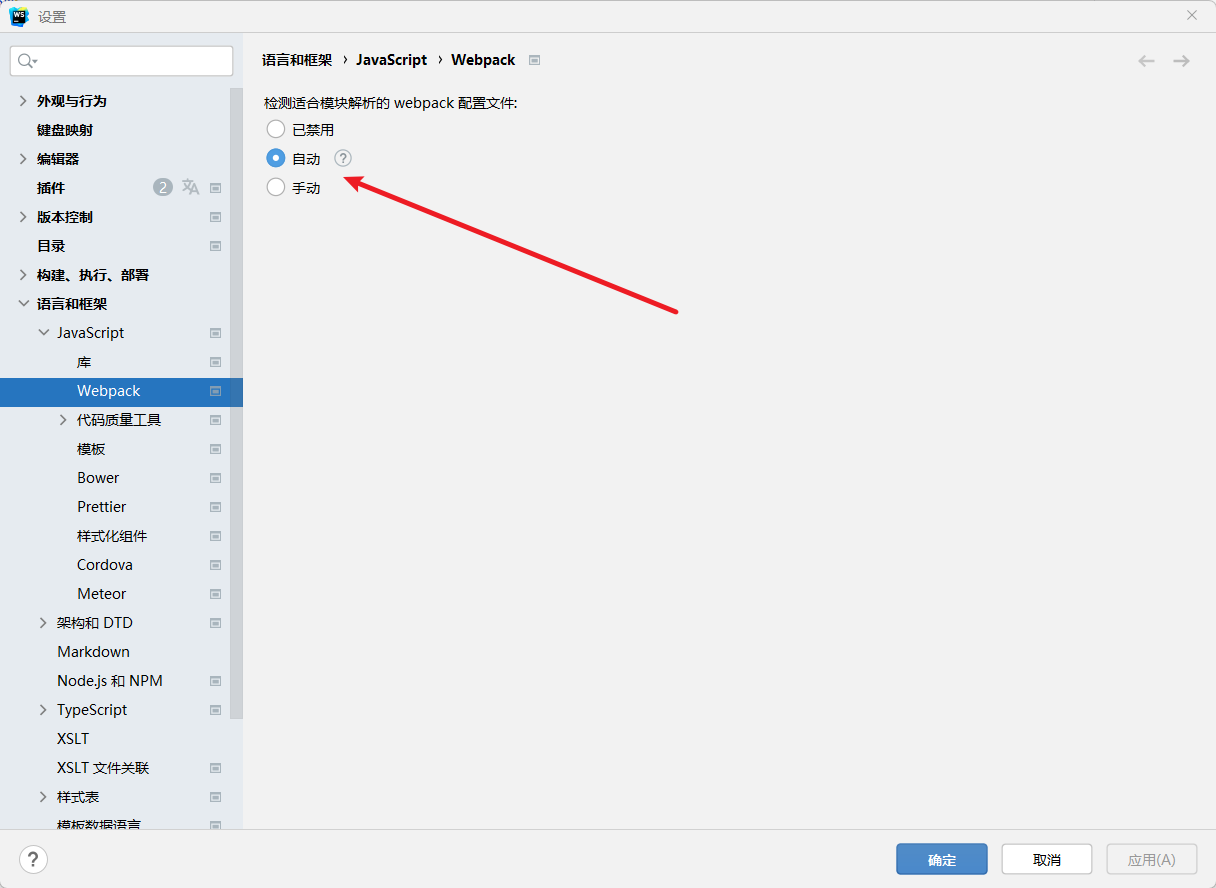 设置
语言和框架 › JavaScript › Webpack
检测适合模块解析的 webpack 配置文件:
已禁用
自动 ?
手动
外观与行为
键盘映射
编辑器
插件 2
版本控制
目录
构建、执行、部署
语言和框架
JavaScript
库
Webpack
代码质量工具
模板
Bower
Prettier
样式化组件
Cordova
Meteor
架构和 DTD
Markdown
Node.js 和 NPM
TypeScript
XSLT
XSLT 文件关联
样式表
模板数据语言
?
确定
取消
应用(A)